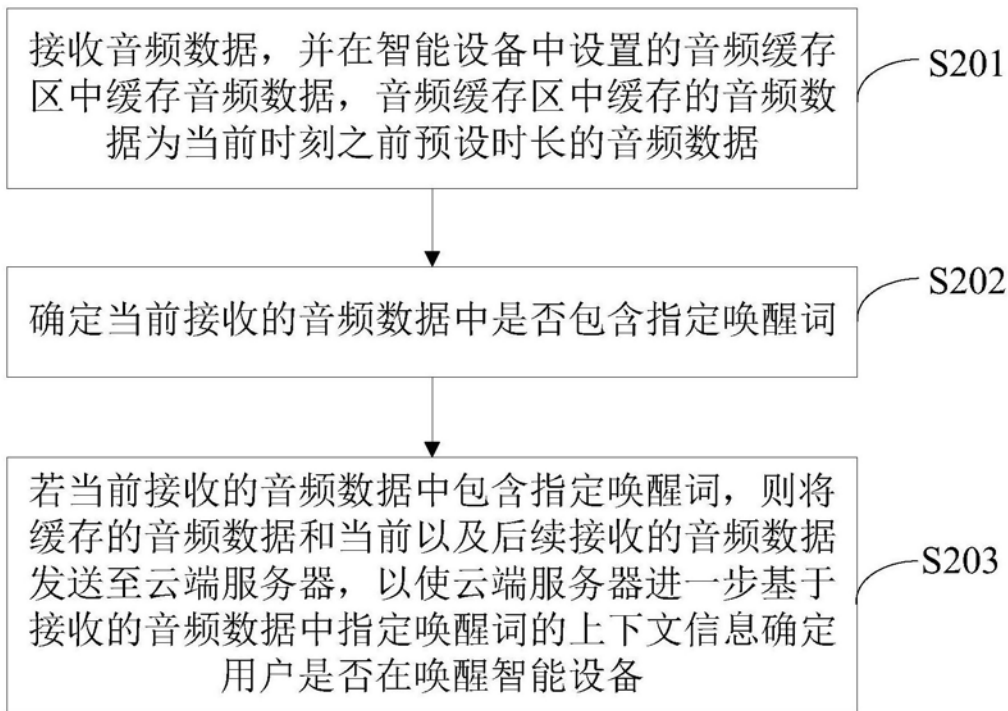 接收音频数据，并在智能设备中设置的音频缓存
区中缓存音频数据，音频缓存区中缓存的音频数
据为当前时刻之前预设时长的音频数据
S201
确定当前接收的音频数据中是否包含指定唤醒词
S202
若当前接收的音频数据中包含指定唤醒词，则将
缓存的音频数据和当前以及后续接收的音频数据
发送至云端服务器，以使云端服务器进一步基于
接收的音频数据中指定唤醒词的上下文信息确定
用户是否在唤醒智能设备
S203